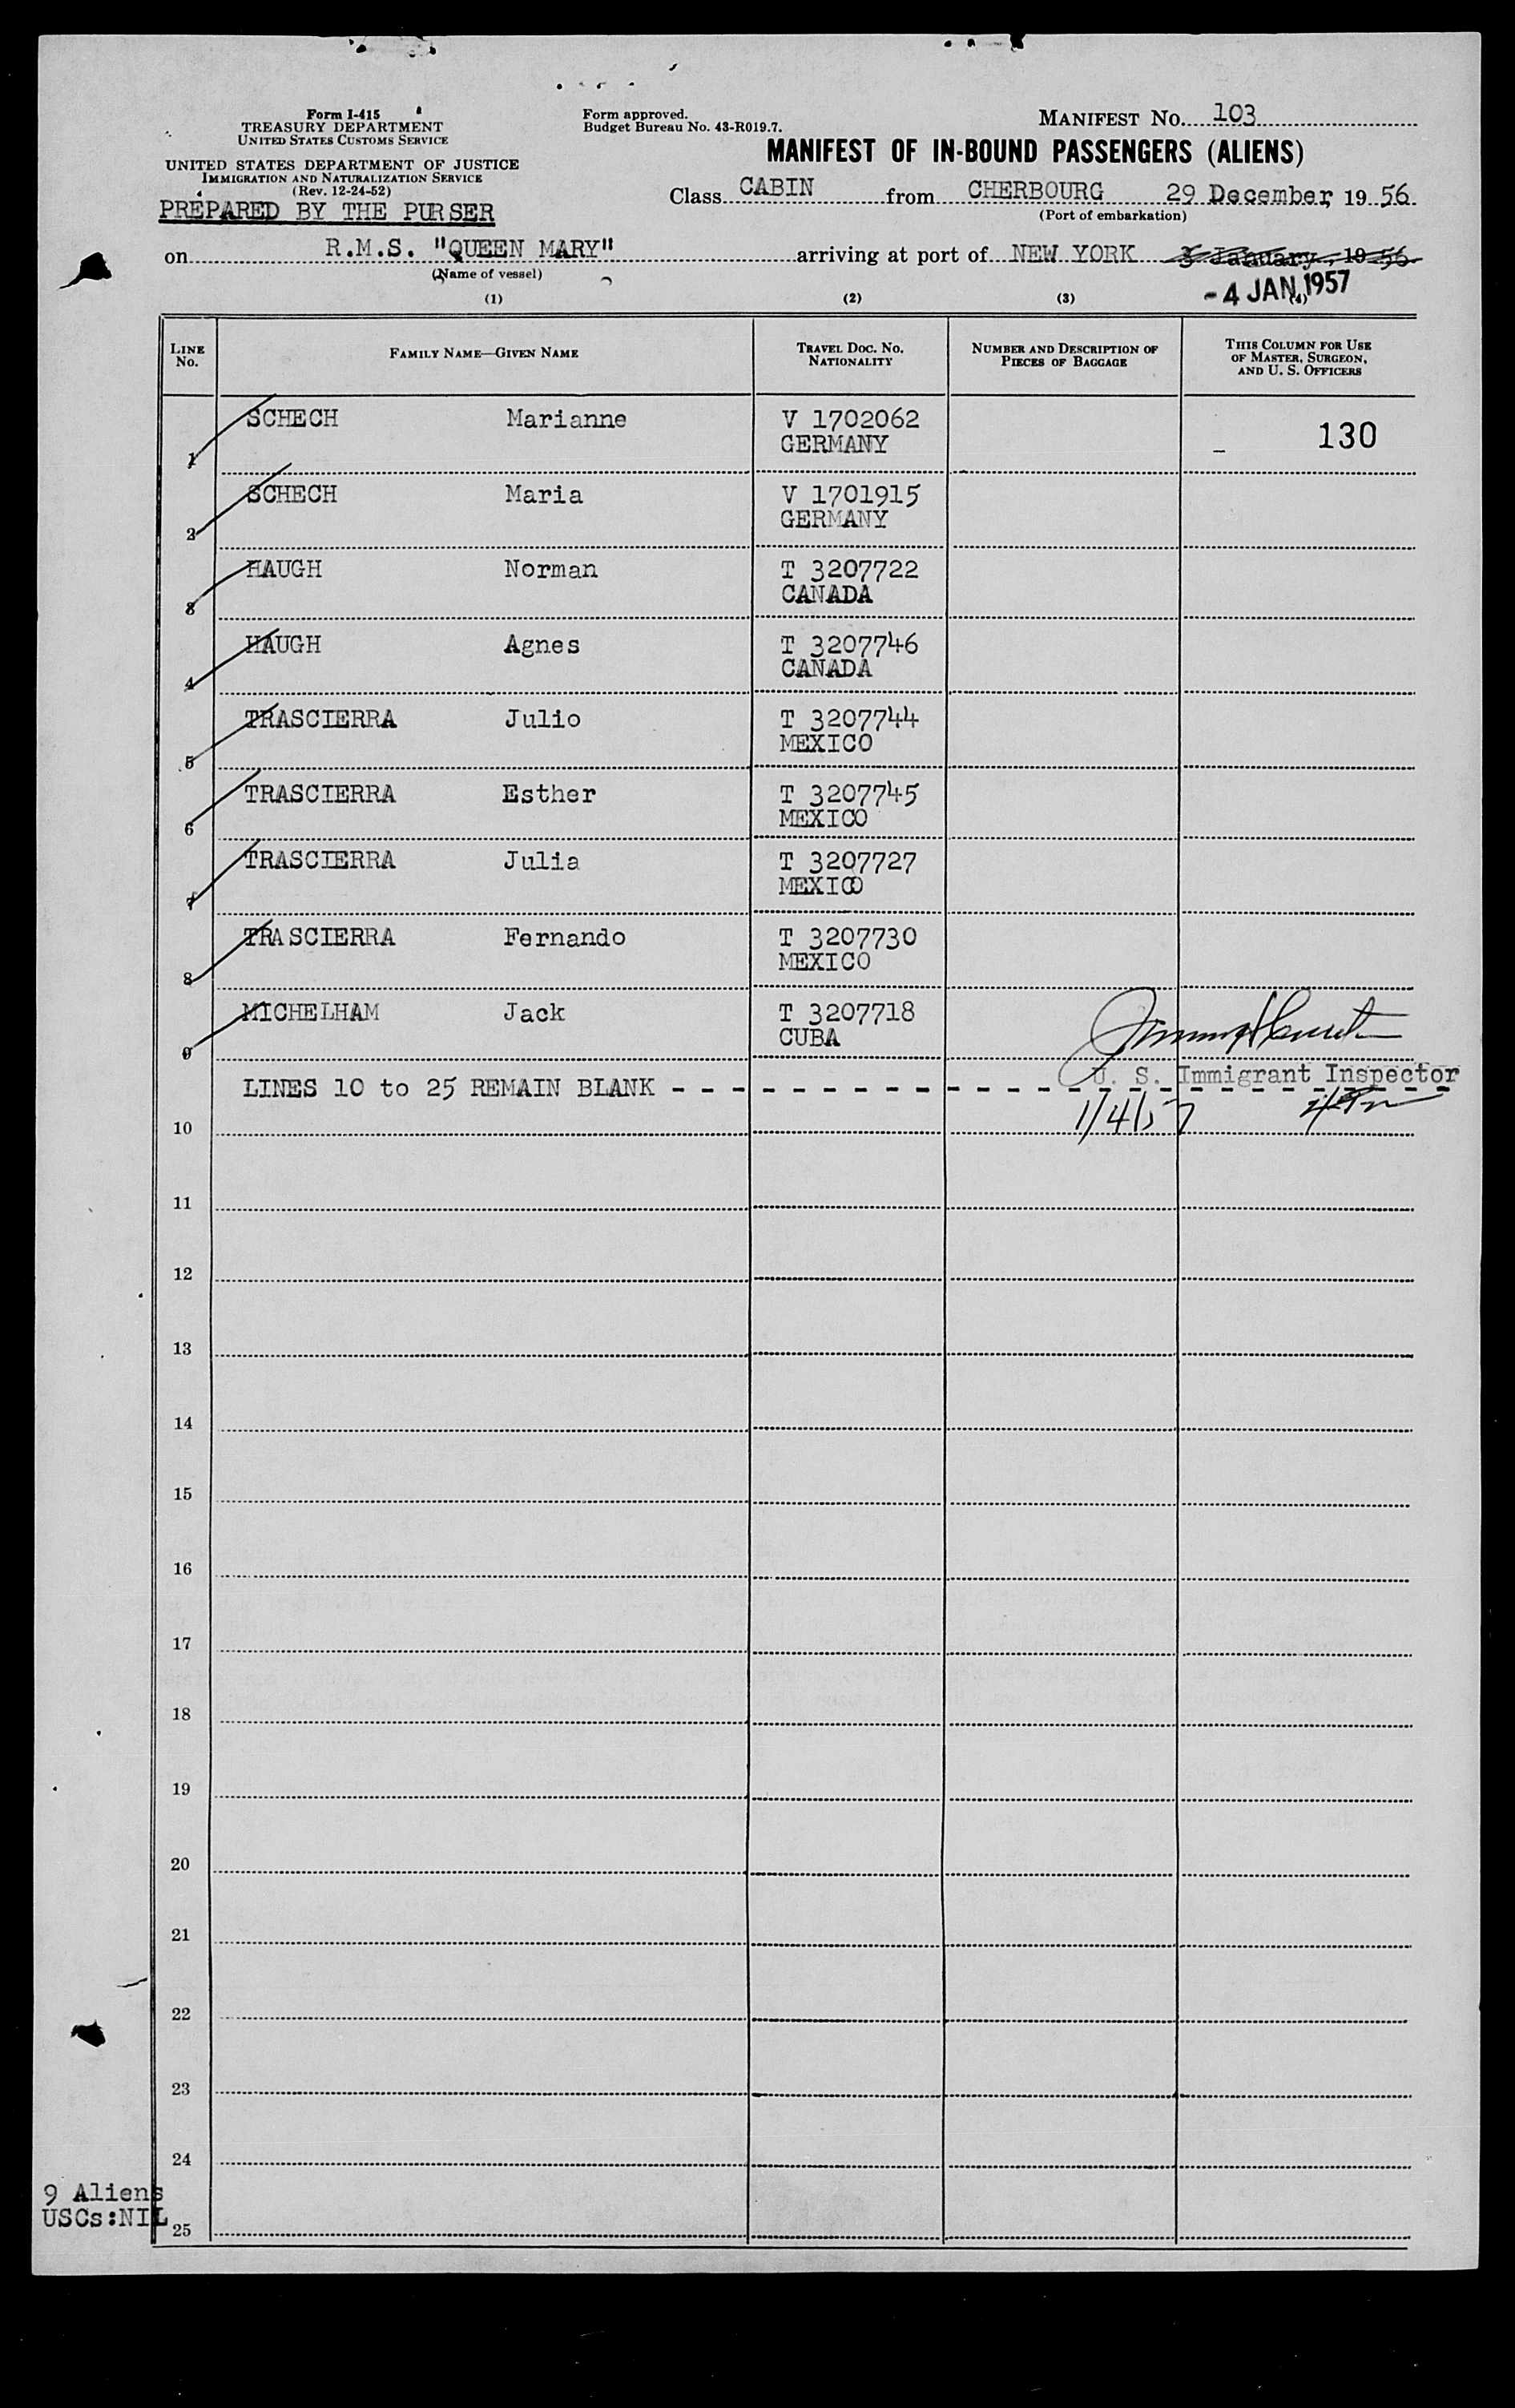 Form I-415
TREASURY DEPARTMENT
UNITED STATES CUSTOMS SERVICE
UNITED STATES DEPARTMENT OF JUSTICE
IMMIGRATION AND NATURALIZATION SERVICE
(Rev. 12-24-52)
PREPARED BY THE PURSER
Form approved.
Budget Bureau No. 43-R019.7.
MANIFEST No. 103
MANIFEST OF IN-BOUND PASSENGERS (ALIENS)
Class CABIN from CHERBOURG 29 December, 19 56
(Port of embarkation)
on R.M.S. "QUEEN MARY" arriving at port of NEW YORK 3 January, 19 56.
(Name of vessel)
-4 JAN 1957
(1) (2) (3) (4)
LINE No. FAMILY NAME—GIVEN NAME TRAVEL DOC. No. NATIONALITY NUMBER AND DESCRIPTION OF PIECES OF BAGGAGE THIS COLUMN FOR USE OF MASTER, SURGEON, AND U. S. OFFICERS
1 SCHECH Marianne V 1702062 130
GERMANY
2 SCHECH Maria V 1701915
GERMANY
3 HAUGH Norman T 3207722
CANADA
4 HAUGH Agnes T 3207746
CANADA
5 TRASCIERRA Julio T 3207744
MEXICO
6 TRASCIERRA Esther T 3207745
MEXICO
7 TRASCIERRA Julia T 3207727
MEXICO
8 TRASCIERRA Fernando T 3207730
MEXICO
9 MICHELHAM Jack T 3207718
CUBA
U. S. Immigrant Inspector
LINES 10 to 25 REMAIN BLANK - - - - - - - - - - - - - - - - - - - - - - - - -
1/4/57
10
11
12
13
14
15
16
17
18
19
20
21
22
23
24
9 Aliens
USCs:NIL
25